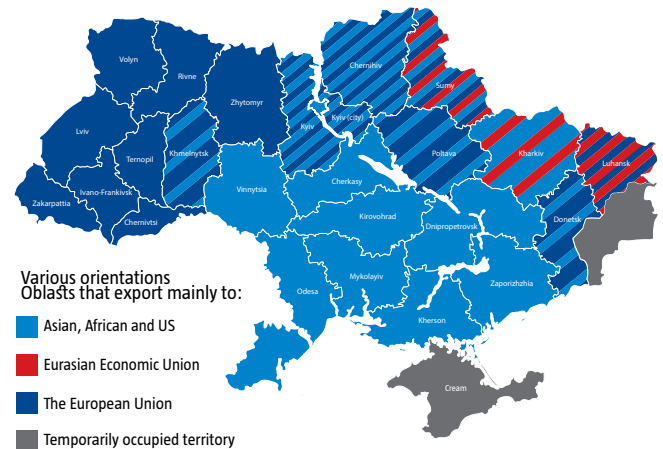 Volyn
Rivne
Zhytomyr
Chernihiv
Sumy
Kyiv
Kyiv (city)
Lviv
Ternopil
Khmelnytsk
Poltava
Kharkiv
Luhansk
Zakarpattia
Ivano-Frankivsk
Chernivtsi
Vinnytsia
Cherkasy
Kirovohrad
Dnipropetrovsk
Donetsk
Odesa
Mykolayiv
Zaporizhzhia
Kherson
Cream
Various orientations
Oblasts that export mainly to:
Asian, African and US
Eurasian Economic Union
The European Union
Temporarily occupied territory